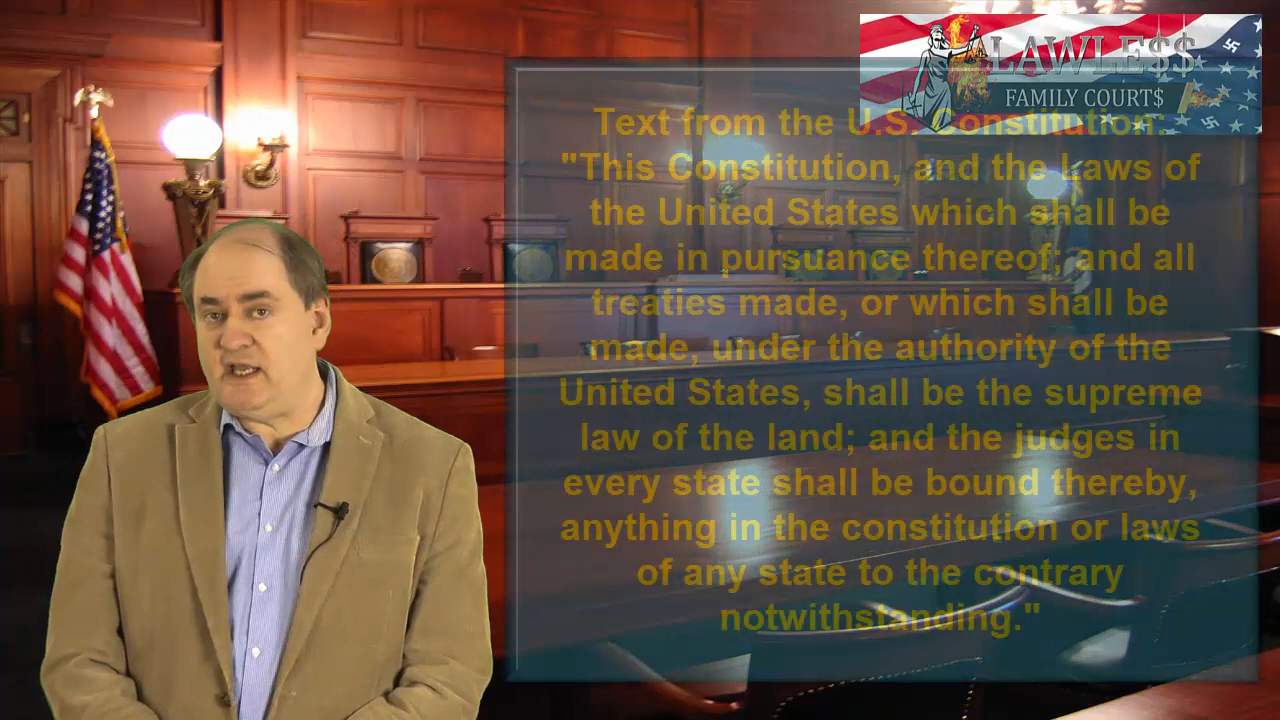 LAWLE$$
FAMILY COURT$
Text from the U.S. Constitution:
"This Constitution, and the Laws of
the United States which shall be
made in pursuance thereof; and all
treaties made, or which shall be
made, under the authority of the
United States, shall be the supreme
law of the land; and the judges in
every state shall be bound thereby,
anything in the constitution or laws
of any state to the contrary
notwithstanding."